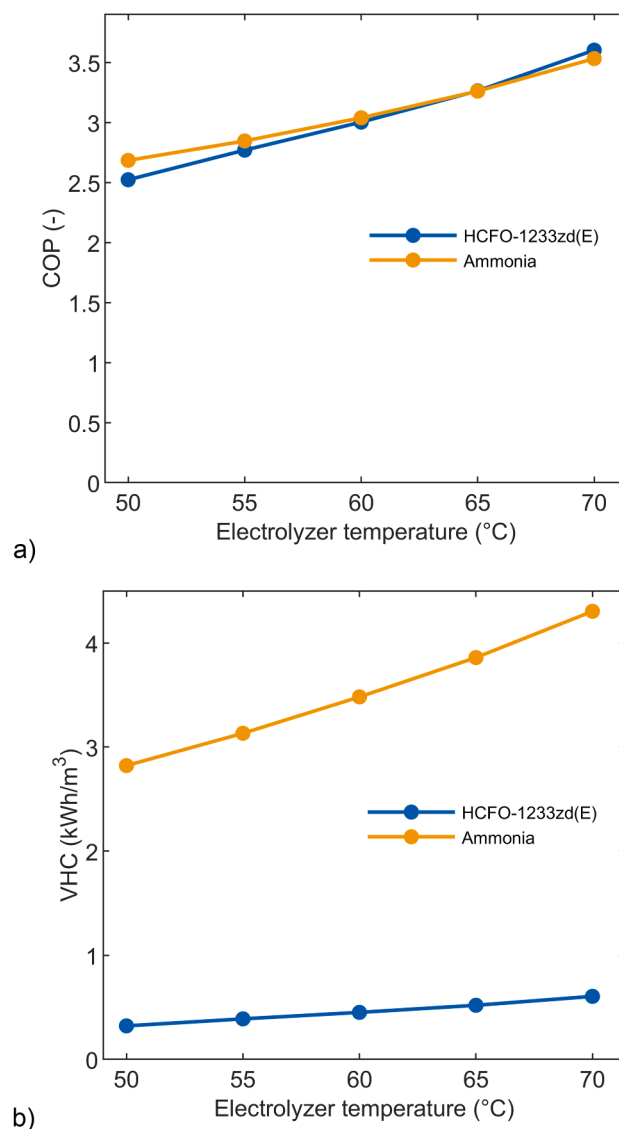 3.5
3
2.5
2
1.5
1
0.5
0
COP (-)
HCFO-1233zd(E)
Ammonia
50 55 60 65 70
Electrolyzer temperature (°C)
a)
4
3
2
1
0
VHC (kWh/m³)
HCFO-1233zd(E)
Ammonia
50 55 60 65 70
Electrolyzer temperature (°C)
b)